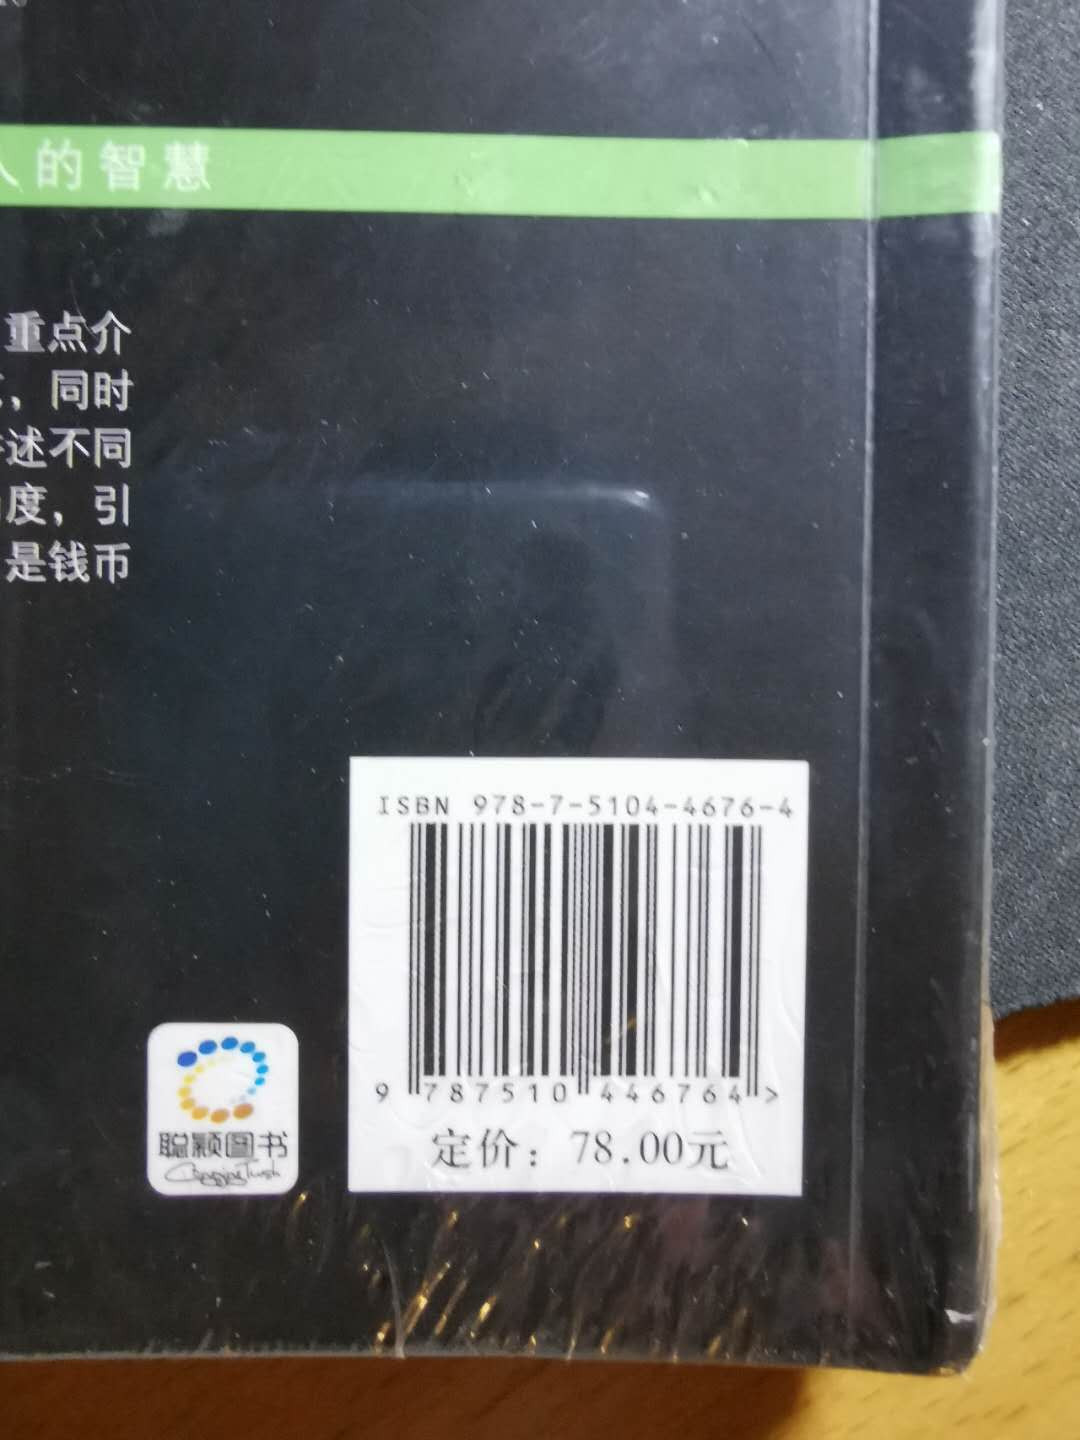 人的智慧
重点介
，同时
述不同
度，引
是钱币
ISBN 978-7-5104-4676-4
9 787510 446764 >
定价：78.00元
聪颖图书